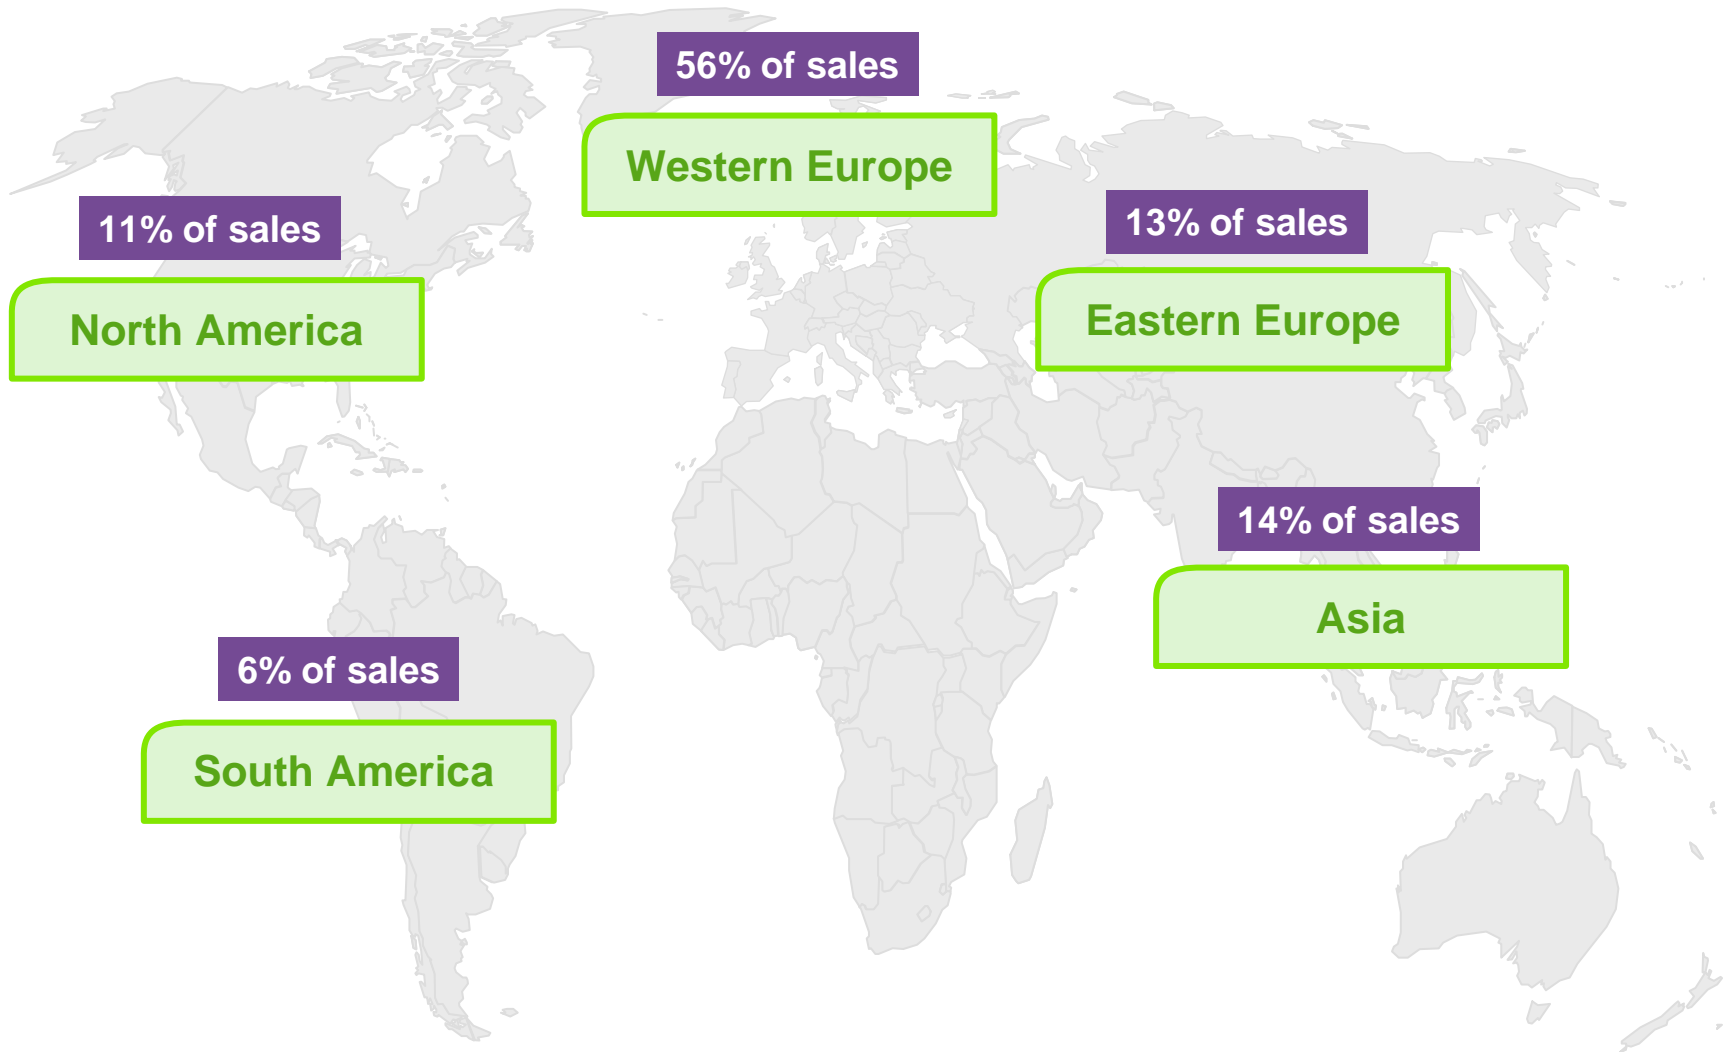 56% of sales
Western Europe
11% of sales
North America
13% of sales
Eastern Europe
14% of sales
Asia
6% of sales
South America